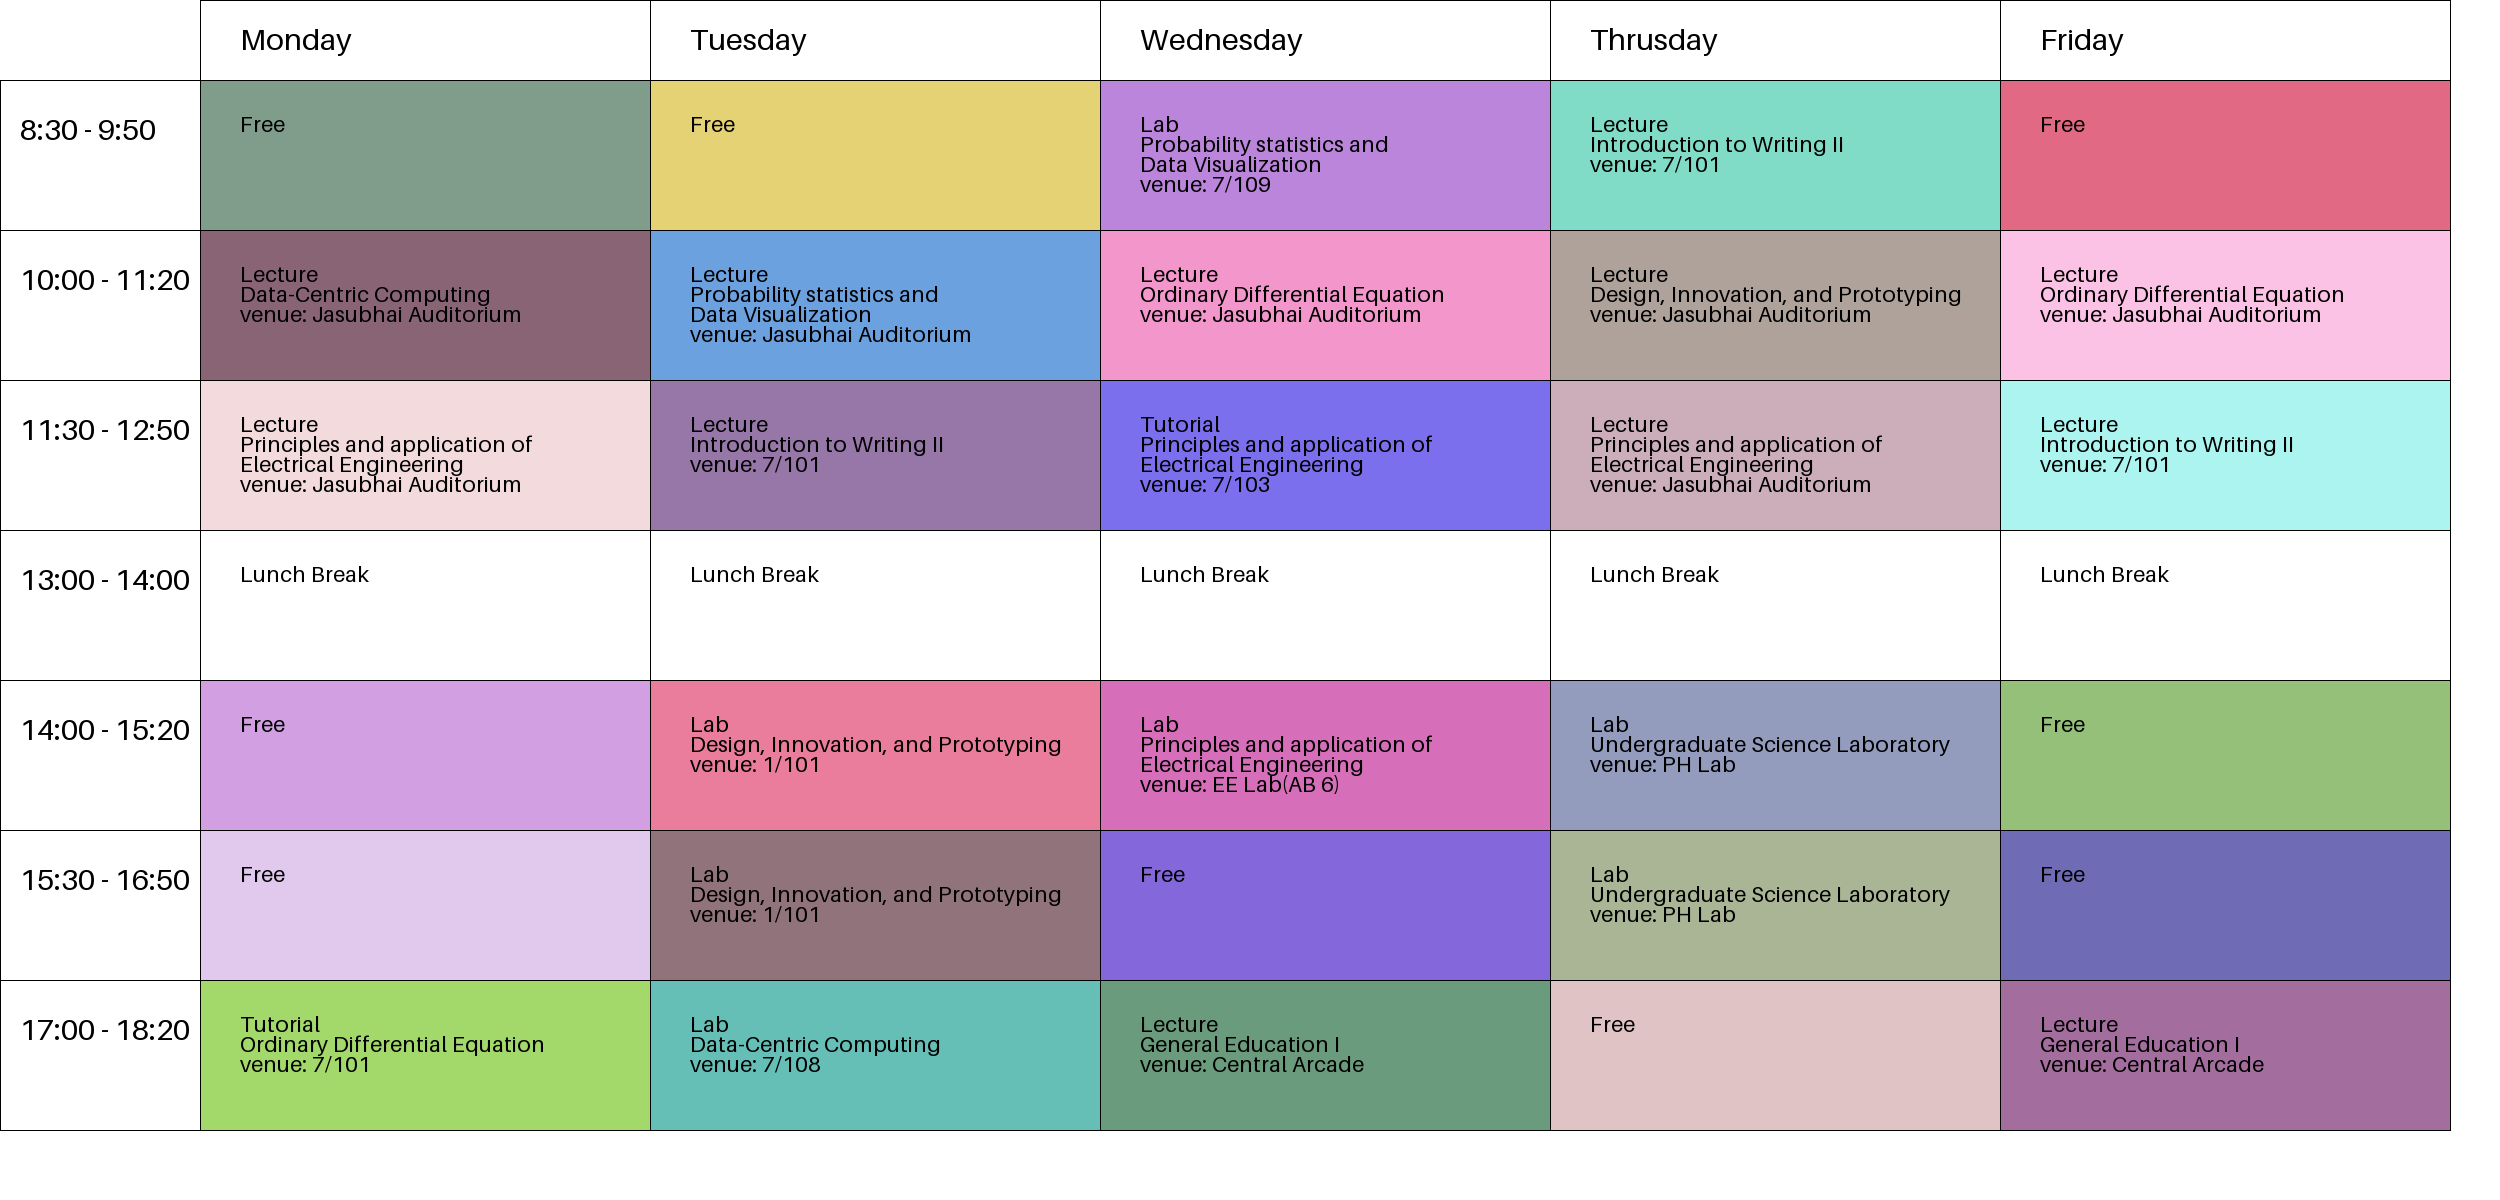 Monday
Tuesday
Wednesday
Thrusday
Friday
8:30 - 9:50
Free
Free
Lab
Probability statistics and
Data Visualization
venue: 7/109
Lecture
Introduction to Writing II
venue: 7/101
Free
10:00 - 11:20
Lecture
Data-Centric Computing
venue: Jasubhai Auditorium
Lecture
Probability statistics and
Data Visualization
venue: Jasubhai Auditorium
Lecture
Ordinary Differential Equation
venue: Jasubhai Auditorium
Lecture
Design, Innovation, and Prototyping
venue: Jasubhai Auditorium
Lecture
Ordinary Differential Equation
venue: Jasubhai Auditorium
11:30 - 12:50
Lecture
Principles and application of
Electrical Engineering
venue: Jasubhai Auditorium
Lecture
Introduction to Writing II
venue: 7/101
Tutorial
Principles and application of
Electrical Engineering
venue: 7/103
Lecture
Principles and application of
Electrical Engineering
venue: Jasubhai Auditorium
Lecture
Introduction to Writing II
venue: 7/101
13:00 - 14:00
Lunch Break
Lunch Break
Lunch Break
Lunch Break
Lunch Break
14:00 - 15:20
Free
Lab
Design, Innovation, and Prototyping
venue: 1/101
Lab
Principles and application of
Electrical Engineering
venue: EE Lab(AB 6)
Lab
Undergraduate Science Laboratory
venue: PH Lab
Free
15:30 - 16:50
Free
Lab
Design, Innovation, and Prototyping
venue: 1/101
Free
Lab
Undergraduate Science Laboratory
venue: PH Lab
Free
17:00 - 18:20
Tutorial
Ordinary Differential Equation
venue: 7/101
Lab
Data-Centric Computing
venue: 7/108
Lecture
General Education I
venue: Central Arcade
Free
Lecture
General Education I
venue: Central Arcade